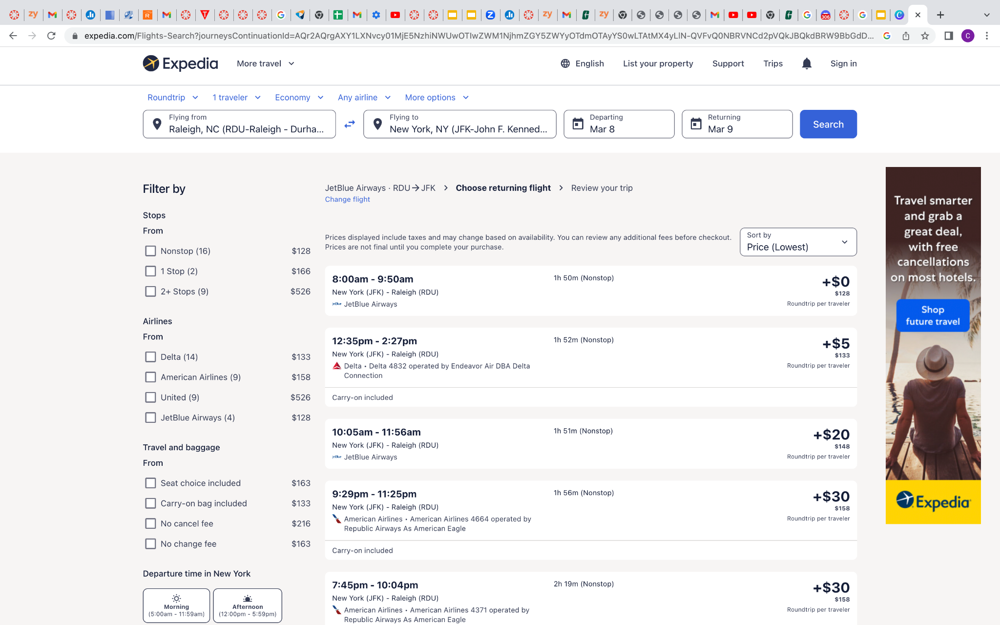 expedia.com/Flights-Search?journeysContinuationId=AQr2AQrgAXY1LXNvcy01MjE5NzhiNWUwOTIwZWM1NjhmZGY5ZWYyOTdmOTAyYS0wLTAtMX4yLlN-QVFvQ0NBRVNCd2pVQkJBQkdBRW9BbGdD...
C
Expedia
More travel
English
List your property
Support
Trips
Sign in
Roundtrip
1 traveler
Economy
Any airline
More options
Flying from
Raleigh, NC (RDU-Raleigh - Durha...
Flying to
New York, NY (JFK-John F. Kenned...
Departing
Mar 8
Returning
Mar 9
Search
Filter by
Stops
From
Nonstop (16) $128
1 Stop (2) $166
2+ Stops (9) $526
Airlines
From
Delta (14) $133
American Airlines (9) $158
United (9) $526
JetBlue Airways (4) $128
Travel and baggage
From
Seat choice included $163
Carry-on bag included $133
No cancel fee $216
No change fee $163
Departure time in New York
Morning
(5:00am - 11:59am)
Afternoon
(12:00pm - 5:59pm)
JetBlue Airways · RDU → JFK > Choose returning flight > Review your trip
Change flight
Prices displayed include taxes and may change based on availability. You can review any additional fees before checkout.
Prices are not final until you complete your purchase.
Sort by
Price (Lowest)
8:00am - 9:50am
New York (JFK) - Raleigh (RDU)
jetBlue JetBlue Airways
1h 50m (Nonstop)
+$0
$128
Roundtrip per traveler
12:35pm - 2:27pm
New York (JFK) - Raleigh (RDU)
Delta • Delta 4832 operated by Endeavor Air DBA Delta
Connection
1h 52m (Nonstop)
+$5
$133
Roundtrip per traveler
Carry-on included
10:05am - 11:56am
New York (JFK) - Raleigh (RDU)
jetBlue JetBlue Airways
1h 51m (Nonstop)
+$20
$148
Roundtrip per traveler
9:29pm - 11:25pm
New York (JFK) - Raleigh (RDU)
American Airlines • American Airlines 4664 operated by
Republic Airways As American Eagle
1h 56m (Nonstop)
+$30
$158
Roundtrip per traveler
Carry-on included
7:45pm - 10:04pm
New York (JFK) - Raleigh (RDU)
American Airlines • American Airlines 4371 operated by
Republic Airways As American Eagle
2h 19m (Nonstop)
+$30
$158
Roundtrip per traveler
Travel smarter
and grab a
great deal,
with free
cancellations
on most hotels.
Shop
future travel
Expedia